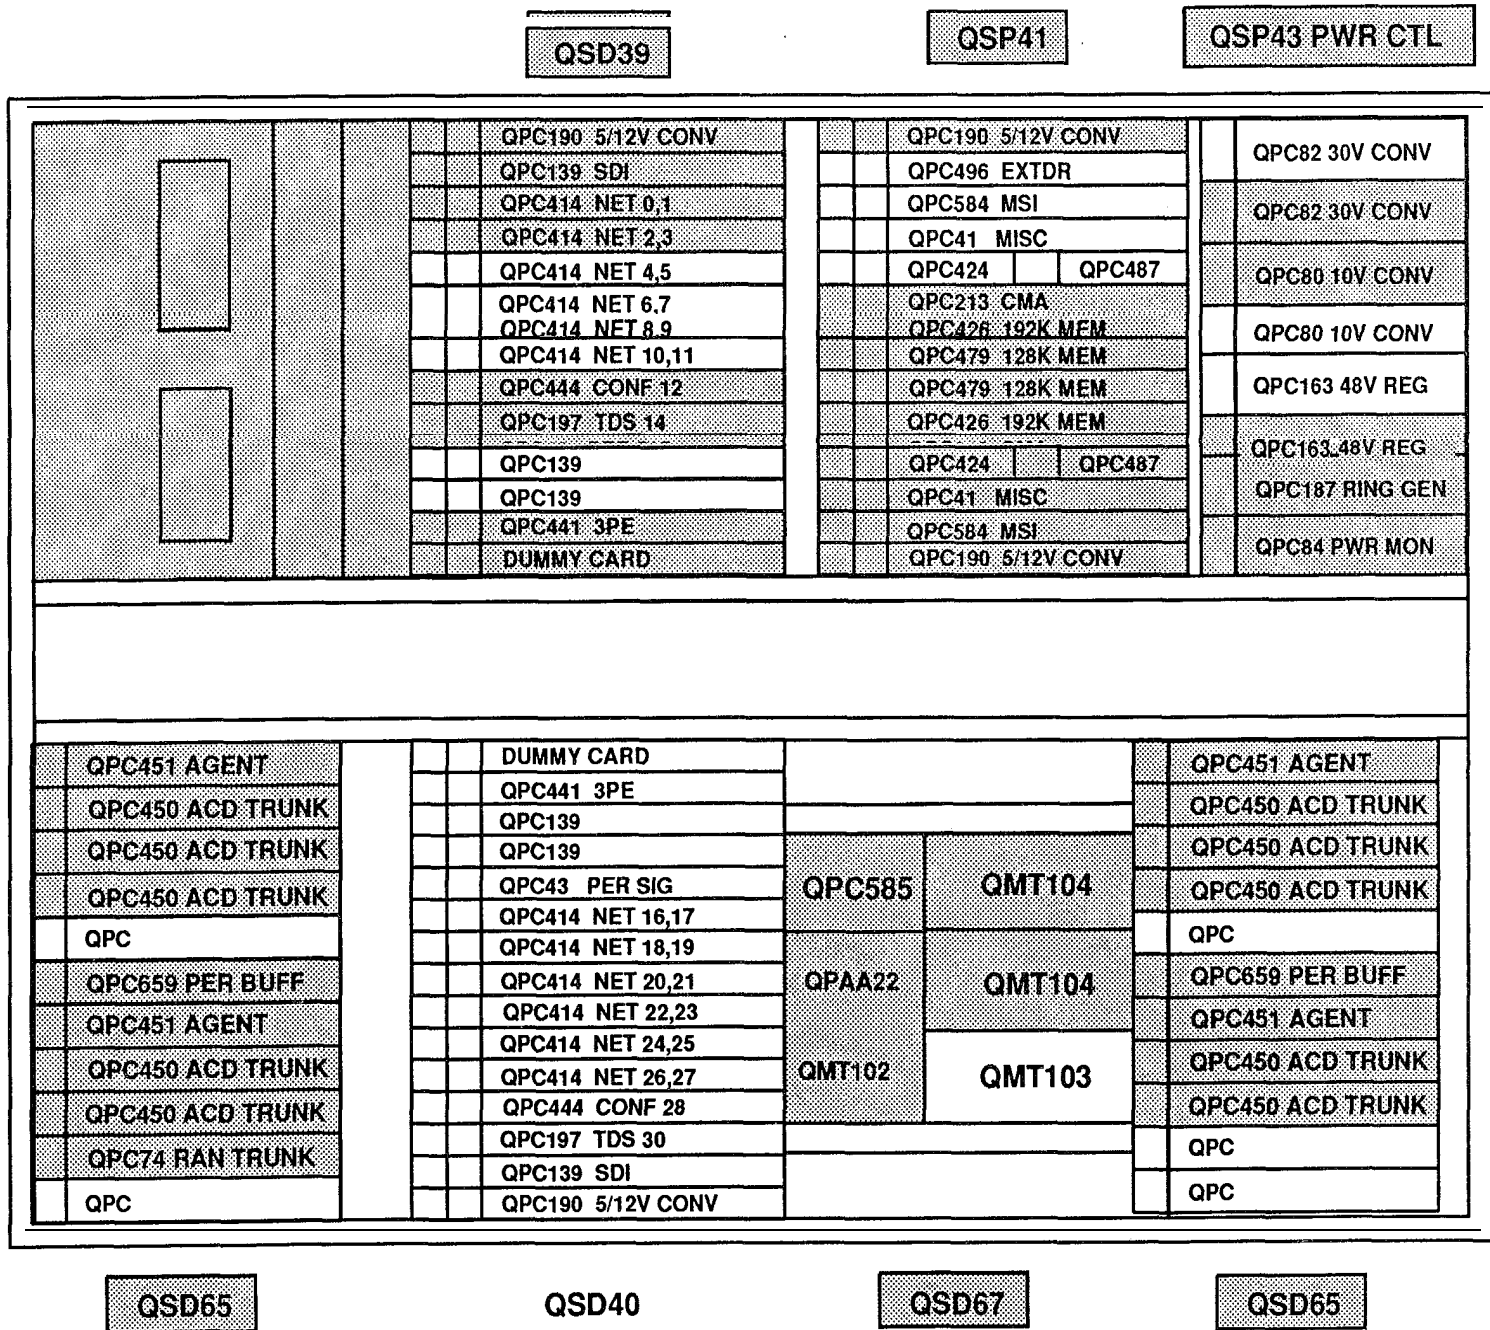 QSD39
QSP41
QSP43 PWR CTL
QPC190 5/12V CONV
QPC139 SDI
QPC414 NET 0,1
QPC414 NET 2,3
QPC414 NET 4,5
QPC414 NET 6,7
QPC414 NET 8,9
QPC414 NET 10,11
QPC444 CONF 12
QPC197 TDS 14
QPC139
QPC139
QPC441 3PE
DUMMY CARD
QPC190 5/12V CONV
QPC496 EXTDR
QPC584 MSI
QPC41 MISC
QPC424 QPC487
QPC213 CMA
QPC426 192K MEM
QPC479 128K MEM
QPC479 128K MEM
QPC426 192K MEM
QPC424 QPC487
QPC41 MISC
QPC584 MSI
QPC190 5/12V CONV
QPC82 30V CONV
QPC82 30V CONV
QPC80 10V CONV
QPC80 10V CONV
QPC163 48V REG
QPC163 48V REG
QPC187 RING GEN
QPC84 PWR MON
QPC451 AGENT
QPC450 ACD TRUNK
QPC450 ACD TRUNK
QPC450 ACD TRUNK
QPC
QPC659 PER BUFF
QPC451 AGENT
QPC450 ACD TRUNK
QPC450 ACD TRUNK
QPC74 RAN TRUNK
QPC
DUMMY CARD
QPC441 3PE
QPC139
QPC139
QPC43 PER SIG
QPC414 NET 16,17
QPC414 NET 18,19
QPC414 NET 20,21
QPC414 NET 22,23
QPC414 NET 24,25
QPC414 NET 26,27
QPC444 CONF 28
QPC197 TDS 30
QPC139 SDI
QPC190 5/12V CONV
QPC585 QMT104
QPAA22 QMT104
QMT102 QMT103
QPC451 AGENT
QPC450 ACD TRUNK
QPC450 ACD TRUNK
QPC450 ACD TRUNK
QPC
QPC659 PER BUFF
QPC451 AGENT
QPC450 ACD TRUNK
QPC450 ACD TRUNK
QPC
QPC
QSD65
QSD40
QSD67
QSD65